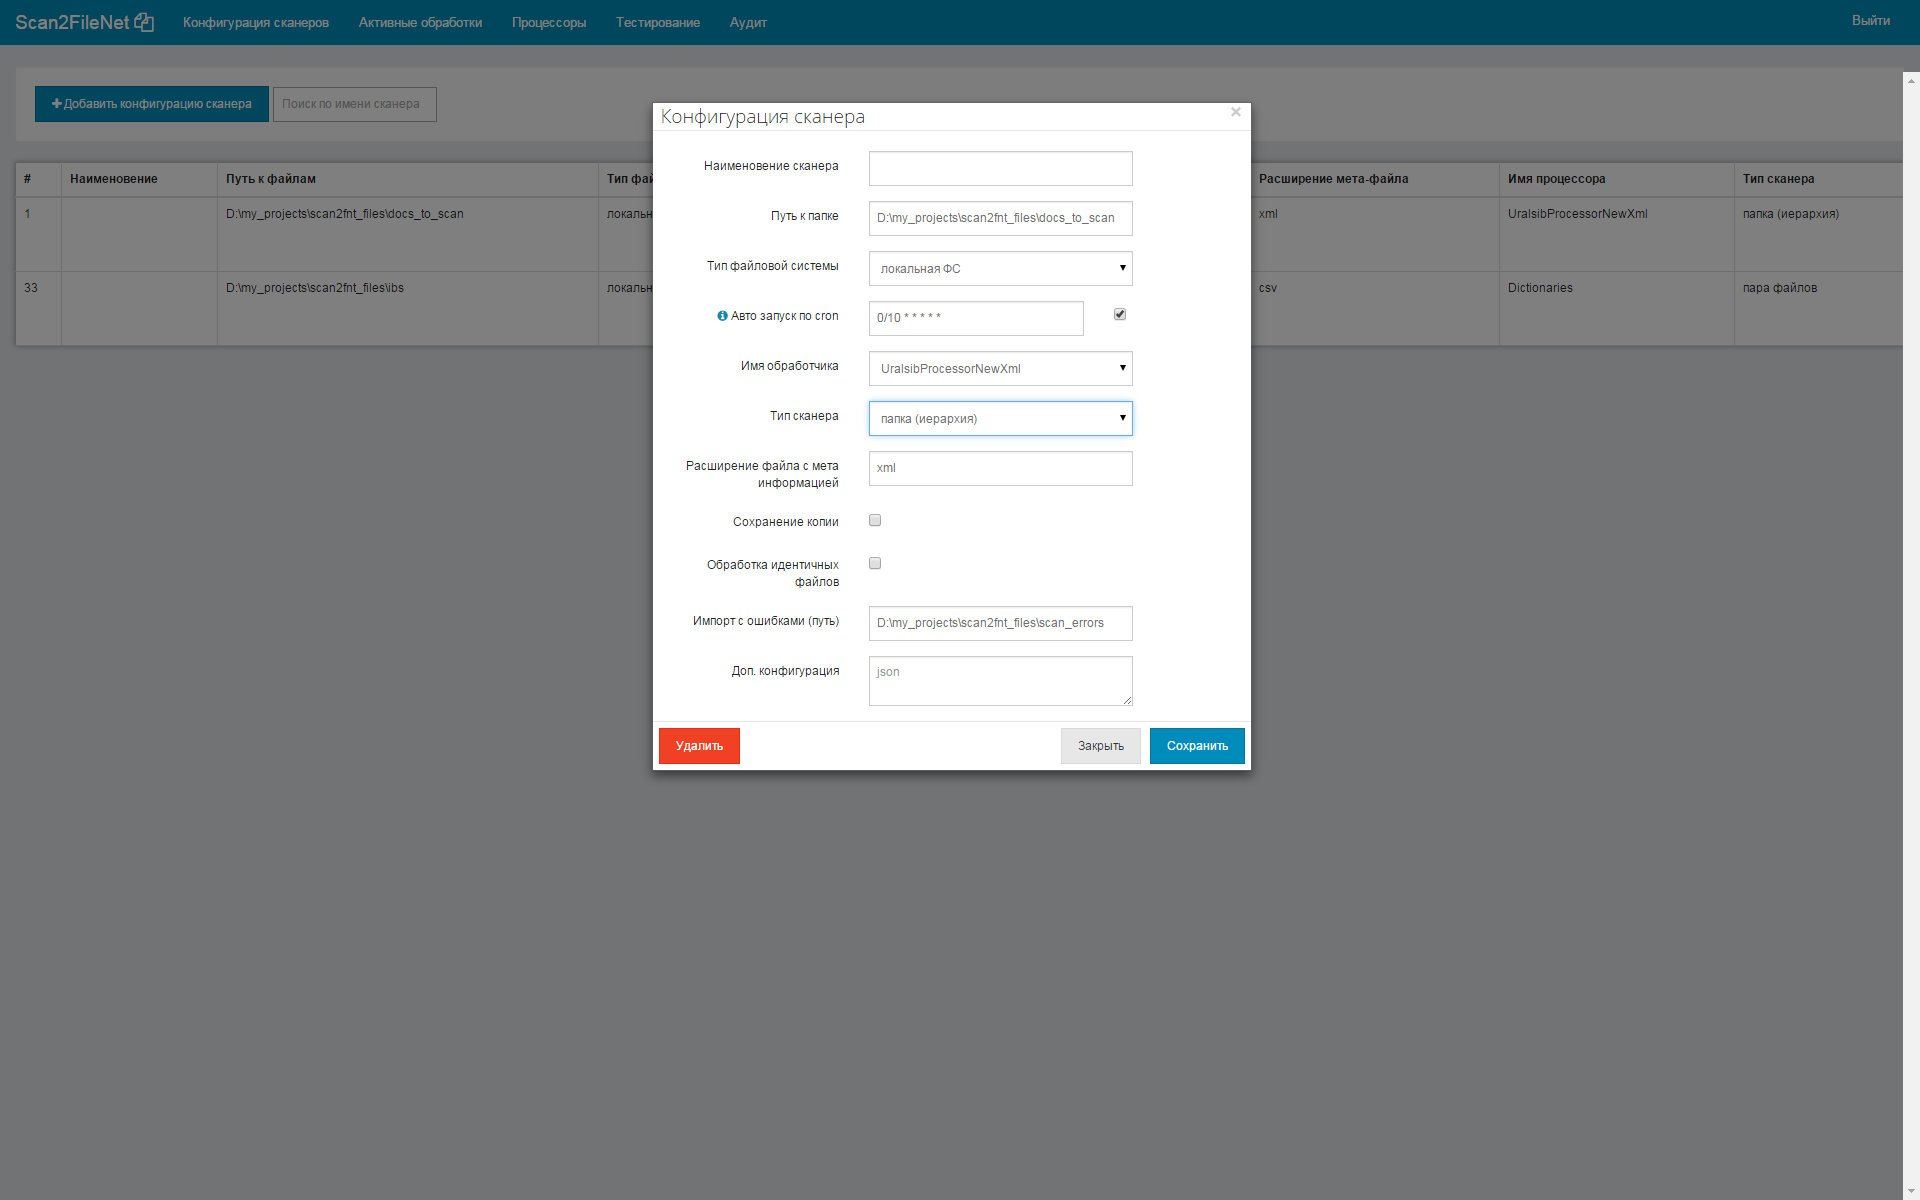 Scan2FileNet Конфигурация сканеров Активные обработки Процессоры Тестирование Аудит Выйти
Добавить конфигурацию сканера Поиск по имени сканера
# Наименовение Путь к файлам Тип фай Расширение мета-файла Имя процессора Тип сканера
1 D:\my_projects\scan2fnt_files\docs_to_scan локальн xml UralsibProcessorNewXml папка (иерархия)
33 D:\my_projects\scan2fnt_files\ibs локальн csv Dictionaries пара файлов
Конфигурация сканера ×
Наименовение сканера
Путь к папке D:\my_projects\scan2fnt_files\docs_to_scan
Тип файловой системы локальная ФС
Авто запуск по cron 0/10 * * * * *
Имя обработчика UralsibProcessorNewXml
Тип сканера папка (иерархия)
Расширение файла с мета
информацией xml
Сохранение копии
Обработка идентичных
файлов
Импорт с ошибками (путь) D:\my_projects\scan2fnt_files\scan_errors
Доп. конфигурация json
Удалить Закрыть Сохранить